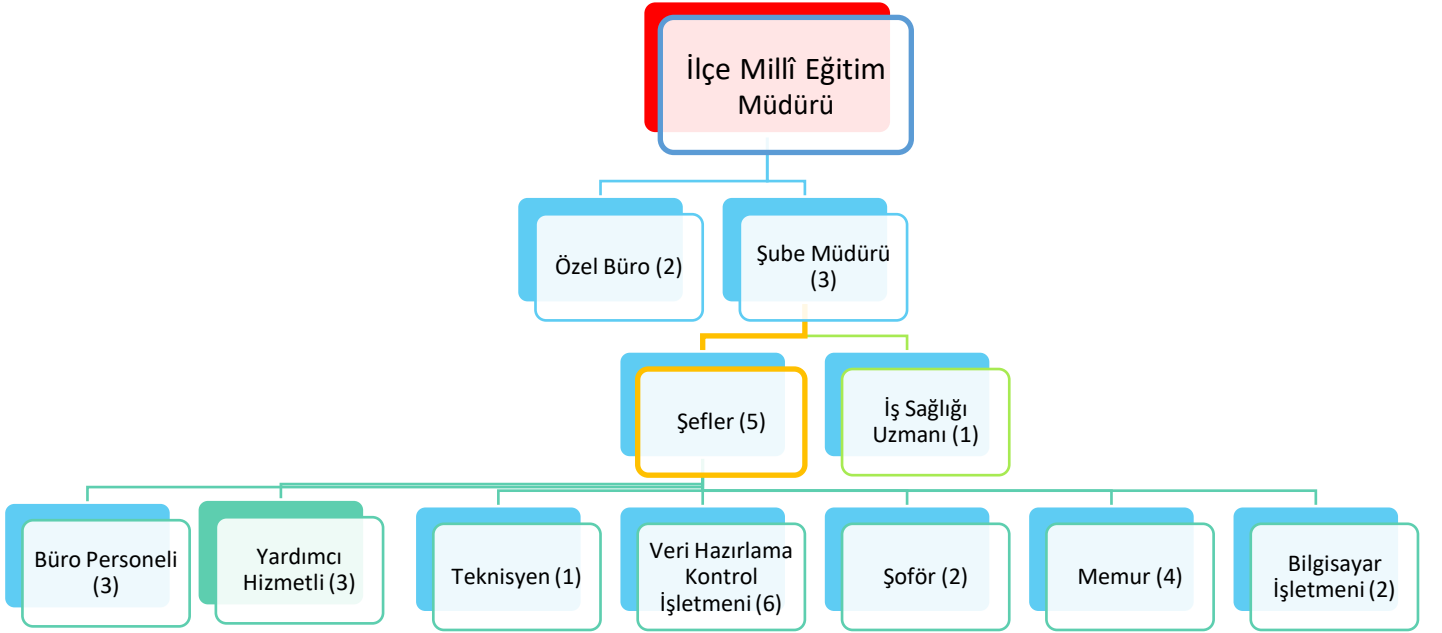 İlçe Millî Eğitim
Müdürü
Özel Büro (2)
Şube Müdürü
(3)
Şefler (5)
İş Sağlığı
Uzmanı (1)
Büro Personeli
(3)
Yardımcı
Hizmetli (3)
Teknisyen (1)
Veri Hazırlama
Kontrol
İşletmeni (6)
Şoför (2)
Memur (4)
Bilgisayar
İşletmeni (2)